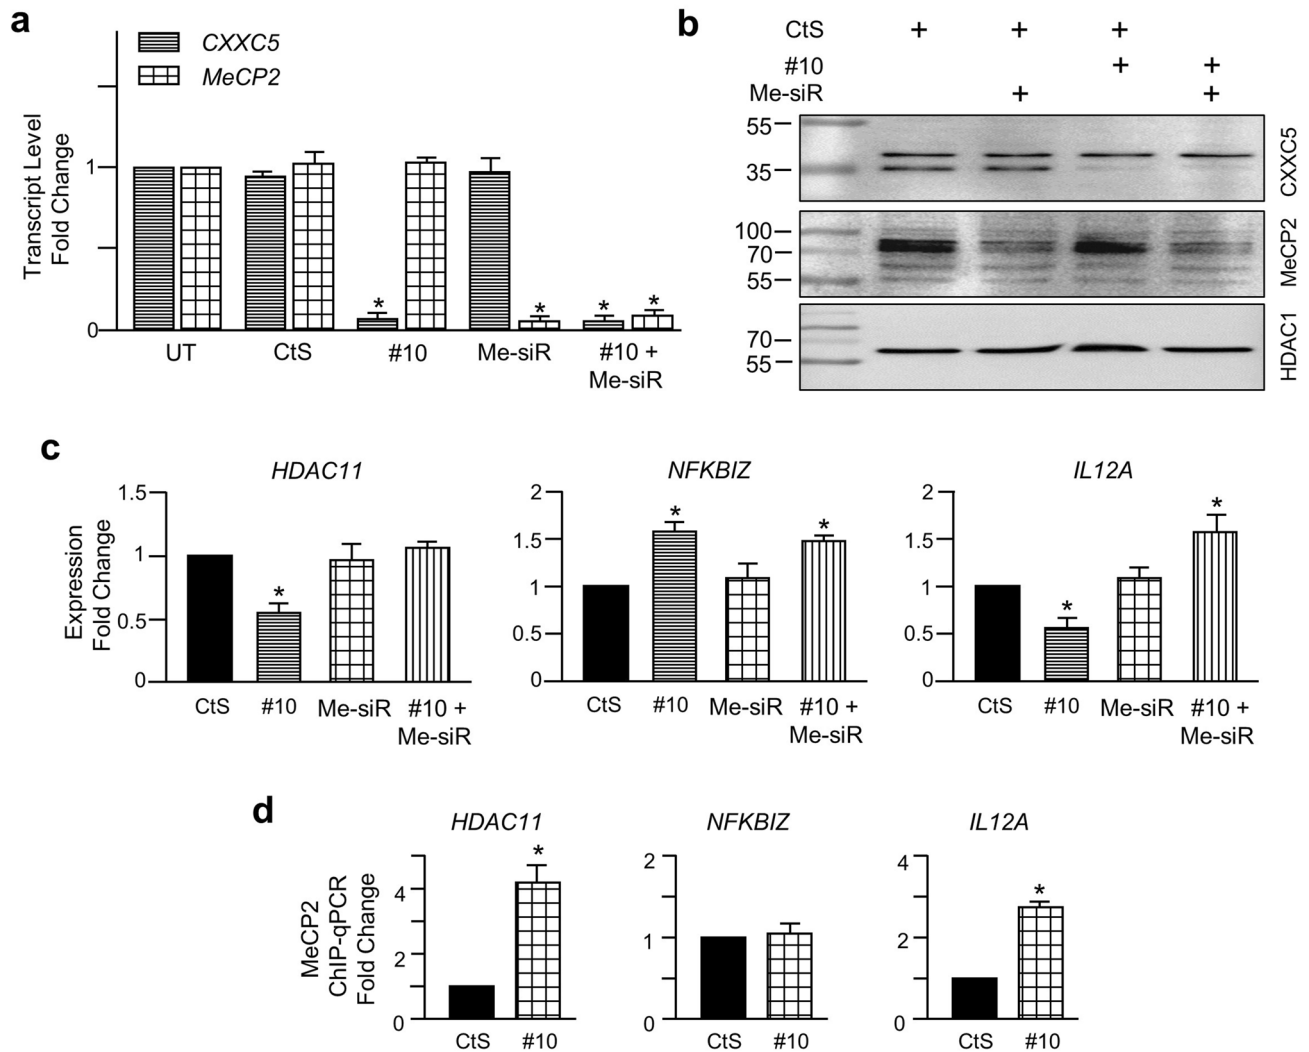 a
CXXC5
MeCP2
Transcript Level
Fold Change
1
0
*
*
*
*
UT
CtS
#10
Me-siR
#10 +
Me-siR
b
CtS + + +
#10 + +
Me-siR + +
55
35
CXXC5
100
70
55
MeCP2
70
55
HDAC1
c
HDAC11
Expression
Fold Change
1.5
1
0.5
0
*
CtS
#10
Me-siR
#10 +
Me-siR
NFKBIZ
2
1.5
1
0.5
0
*
*
CtS
#10
Me-siR
#10 +
Me-siR
IL12A
2
1.5
1
0.5
0
*
*
CtS
#10
Me-siR
#10 +
Me-siR
d
MeCP2
ChIP-qPCR
Fold Change
HDAC11
4
2
0
*
CtS
#10
NFKBIZ
2
1
0
CtS
#10
IL12A
4
2
0
*
CtS
#10